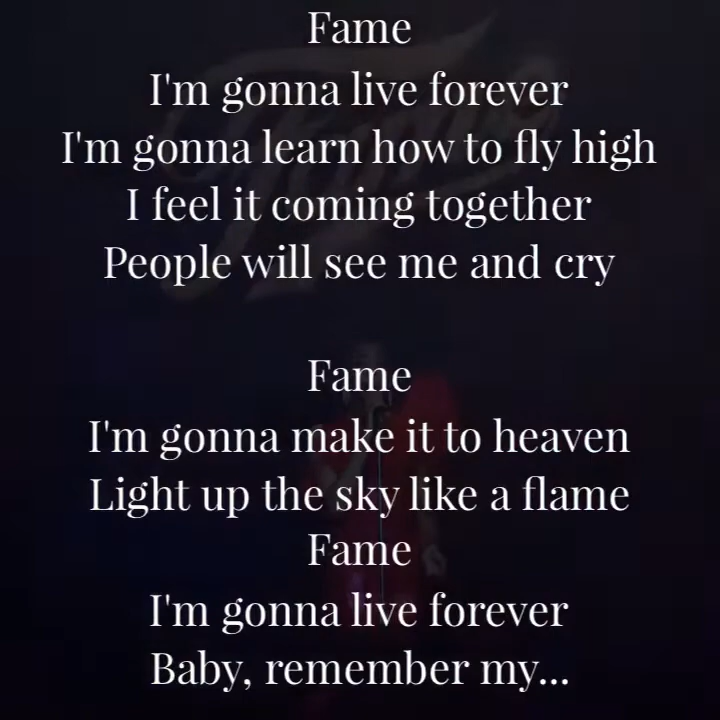 Fame
I'm gonna live forever
I'm gonna learn how to fly high
I feel it coming together
People will see me and cry
Fame
I'm gonna make it to heaven
Light up the sky like a flame
Fame
I'm gonna live forever
Baby, remember my...